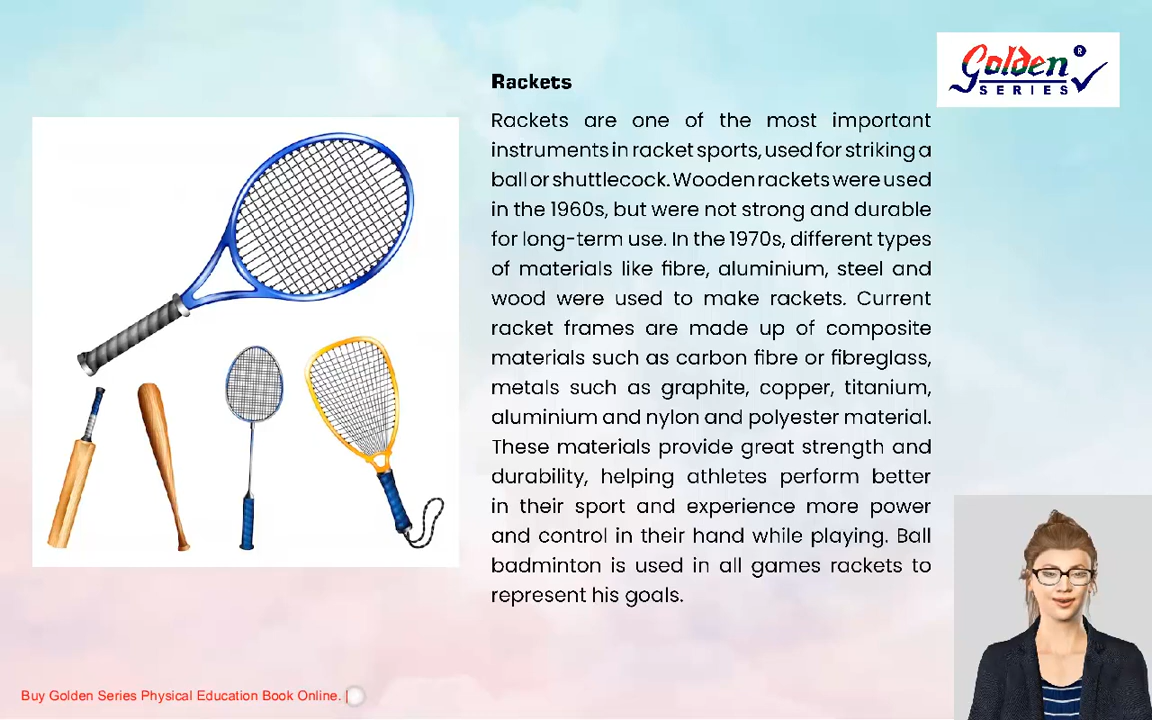 Rackets
Golden ®
SERIES
Rackets are one of the most important
instruments in racket sports, used for striking a
ball or shuttlecock. Wooden rackets were used
in the 1960s, but were not strong and durable
for long-term use. In the 1970s, different types
of materials like fibre, aluminium, steel and
wood were used to make rackets. Current
racket frames are made up of composite
materials such as carbon fibre or fibreglass,
metals such as graphite, copper, titanium,
aluminium and nylon and polyester material.
These materials provide great strength and
durability, helping athletes perform better
in their sport and experience more power
and control in their hand while playing. Ball
badminton is used in all games rackets to
represent his goals.
Buy Golden Series Physical Education Book Online. |